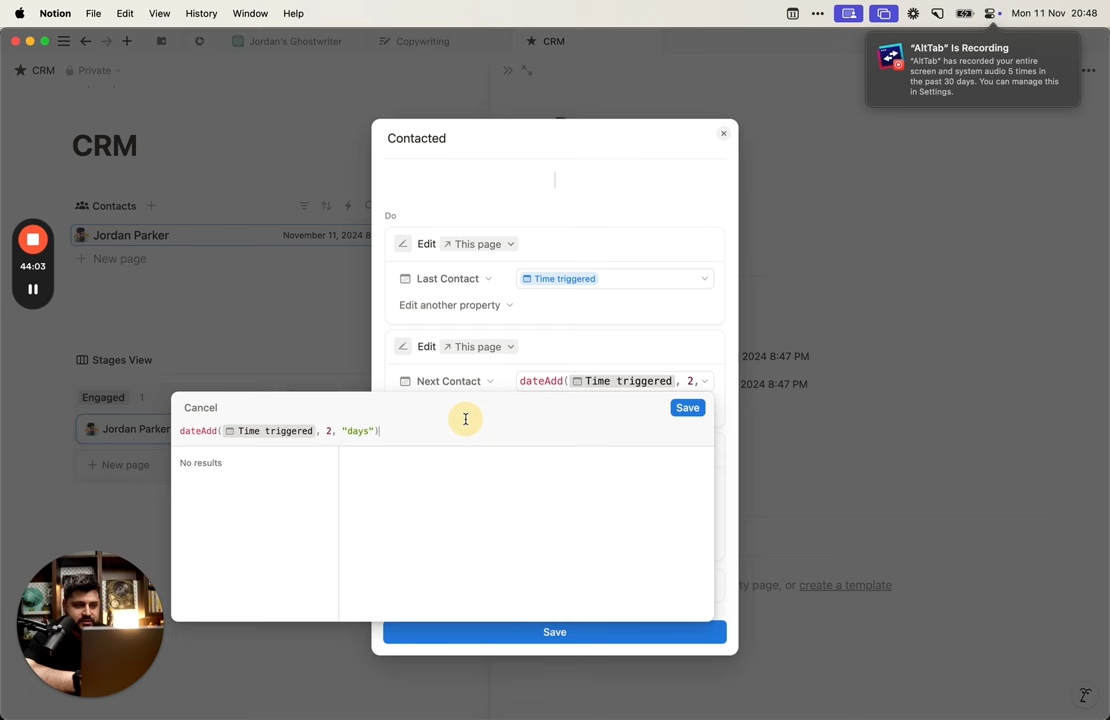 Notion File Edit View History Window Help
Mon 11 Nov 20:48
Jordan's Ghostwriter
Copywriting
CRM
CRM Private
"AltTab" Is Recording
"AltTab" has recorded your entire
screen and system audio 5 times in
the past 30 days. You can manage this
in Settings.
CRM
Contacts
Jordan Parker November 11, 2024 8
New page
44:03
Stages View
Engaged 1
Jordan Parker
New page
Contacted
Do
Edit This page
Last Contact Time triggered
Edit another property
Edit This page
Next Contact dateAdd( Time triggered , 2,
2024 8:47 PM
2024 8:47 PM
Cancel Save
dateAdd( Time triggered , 2, "days")
No results
ty page, or create a template
Save